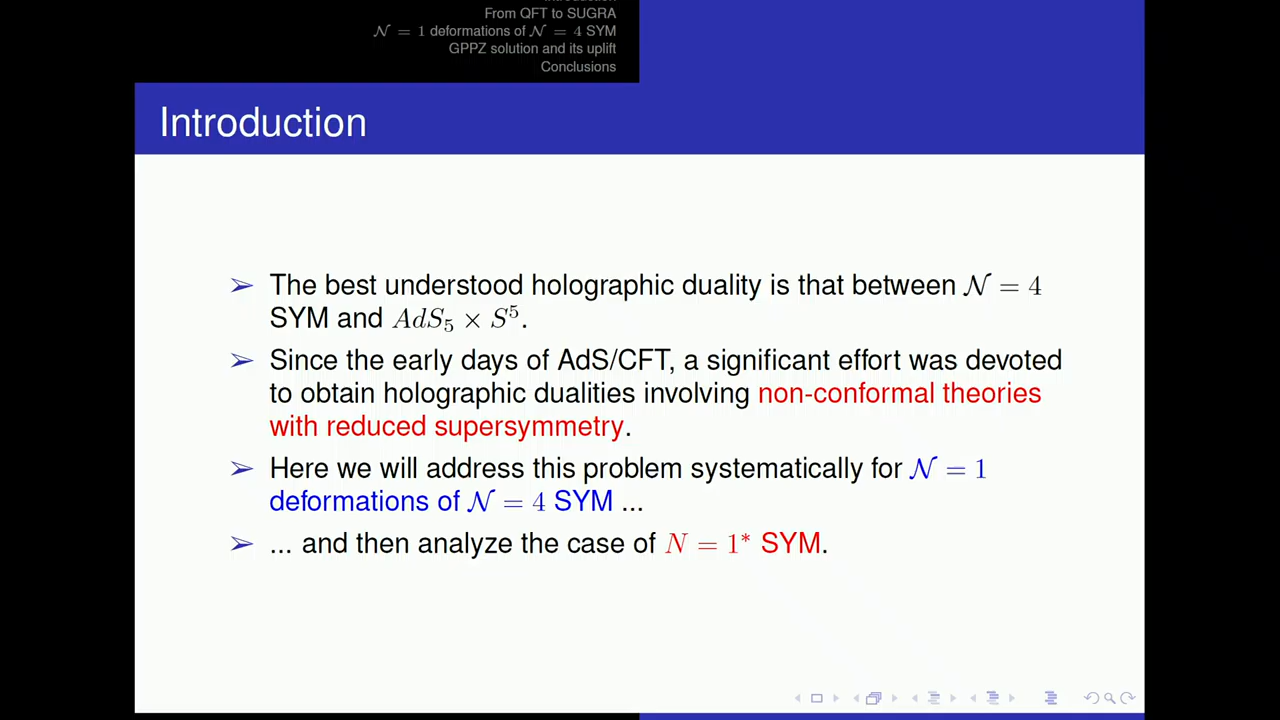 Introduction
From QFT to SUGRA
𝒩 = 1 deformations of 𝒩 = 4 SYM
GPPZ solution and its uplift
Conclusions
Introduction
➢ The best understood holographic duality is that between 𝒩 = 4
SYM and AdS₅ × S⁵.
➢ Since the early days of AdS/CFT, a significant effort was devoted
to obtain holographic dualities involving non-conformal theories
with reduced supersymmetry.
➢ Here we will address this problem systematically for 𝒩 = 1
deformations of 𝒩 = 4 SYM ...
➢ ... and then analyze the case of N = 1* SYM.